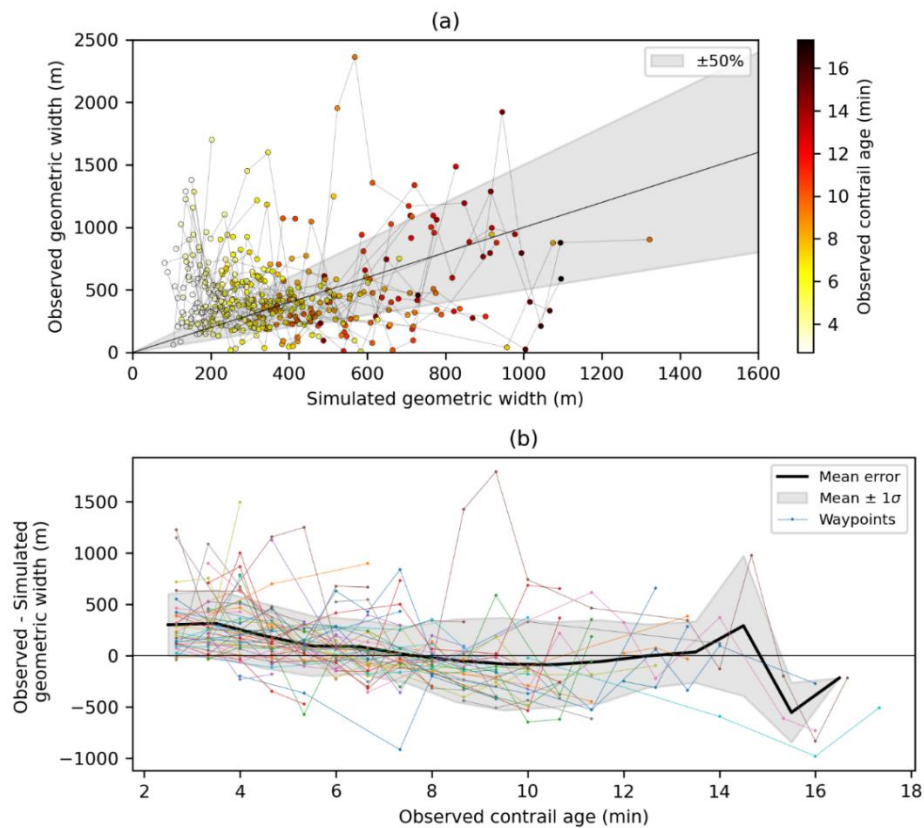 (a)
2500
2000
1500
1000
500
0
Observed geometric width (m)
±50%
0 200 400 600 800 1000 1200 1400 1600
Simulated geometric width (m)
16
14
12
10
8
6
4
Observed contrail age (min)
(b)
1500
1000
500
0
−500
−1000
Observed - Simulated
geometric width (m)
Mean error
Mean ± 1σ
Waypoints
2 4 6 8 10 12 14 16 18
Observed contrail age (min)